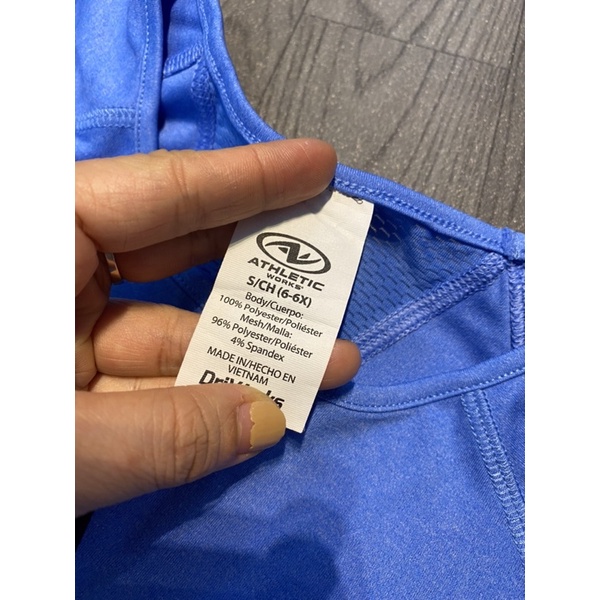 ATHLETIC
WORKS®
S/CH (6-6X)
Body/Cuerpo:
100% Polyester/Poliéster
Mesh/Malla:
96% Polyester/Poliéster
4% Spandex
MADE IN/HECHO EN
VIETNAM